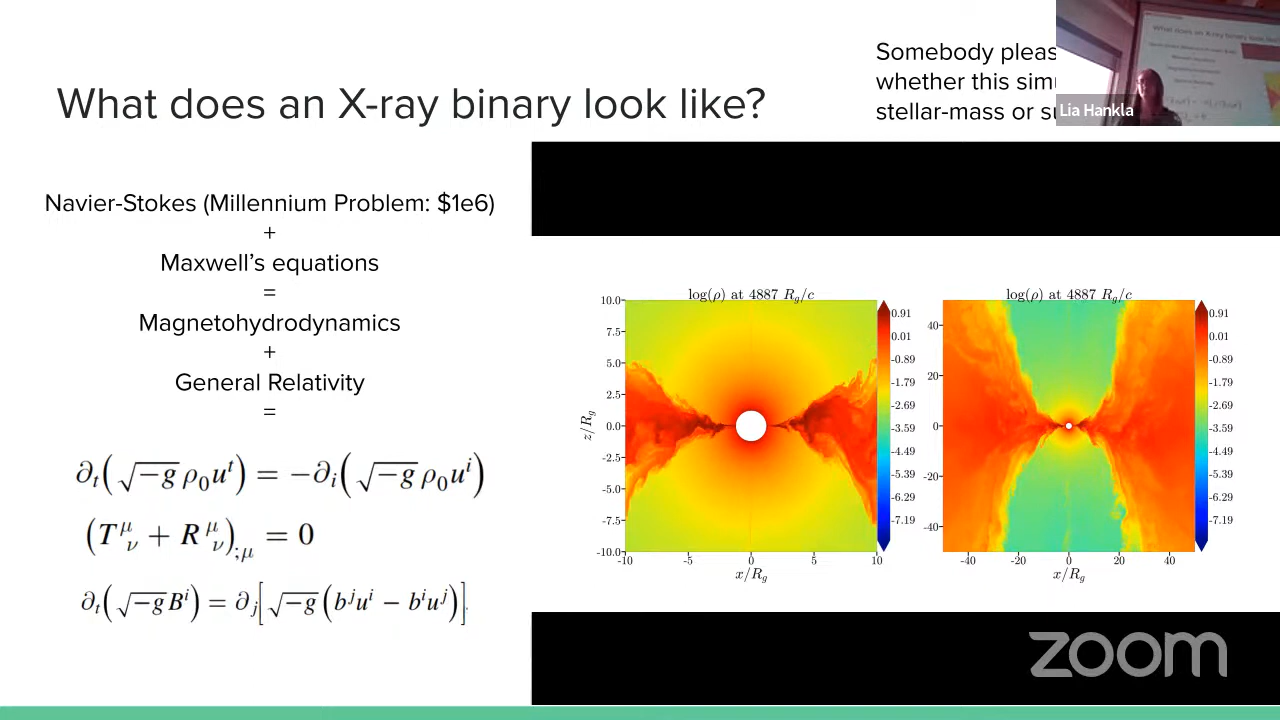 Somebody pleas
whether this sim
stellar-mass or su
Lia Hankla
What does an X-ray binary look like?
Navier-Stokes (Millennium Problem: $1e6)
+
Maxwell's equations
=
Magnetohydrodynamics
+
General Relativity
=
∂ₜ(√−g ρ₀uᵗ) = −∂ᵢ(√−g ρ₀uⁱ)
(T^μ_ν + R^μ_ν)_;μ = 0
∂ₜ(√−g Bⁱ) = ∂ⱼ[√−g (bʲuⁱ − bⁱuʲ)]
log(ρ) at 4887 R_g/c
10.0
7.5
5.0
2.5
0.0
-2.5
-5.0
-7.5
-10.0
z/R_g
-10 -5 0 5 10
x/R_g
0.91
0.01
-0.89
-1.79
-2.69
-3.59
-4.49
-5.39
-6.29
-7.19
log(ρ) at 4887 R_g/c
40
20
0
-20
-40
-40 -20 0 20 40
x/R_g
0.91
0.01
-0.89
-1.79
-2.69
-3.59
-4.49
-5.39
-6.29
-7.19
zoom